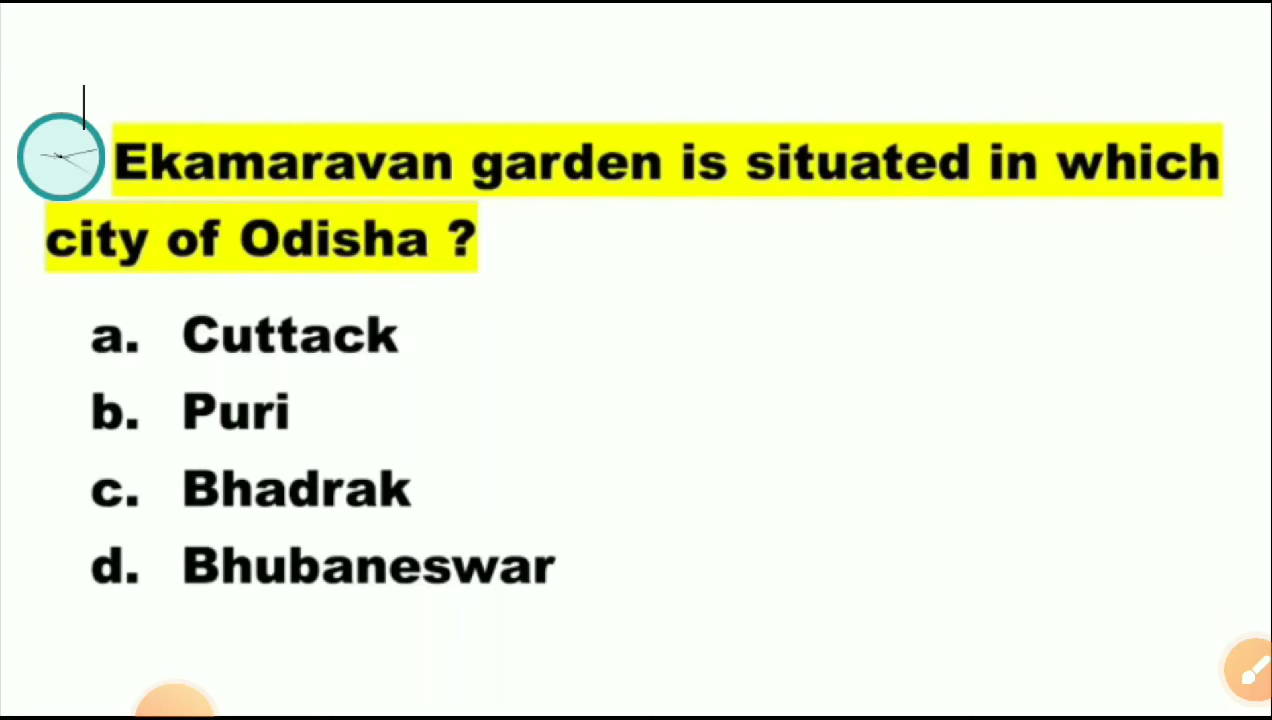 Ekamaravan garden is situated in which
city of Odisha ?
a. Cuttack
b. Puri
c. Bhadrak
d. Bhubaneswar